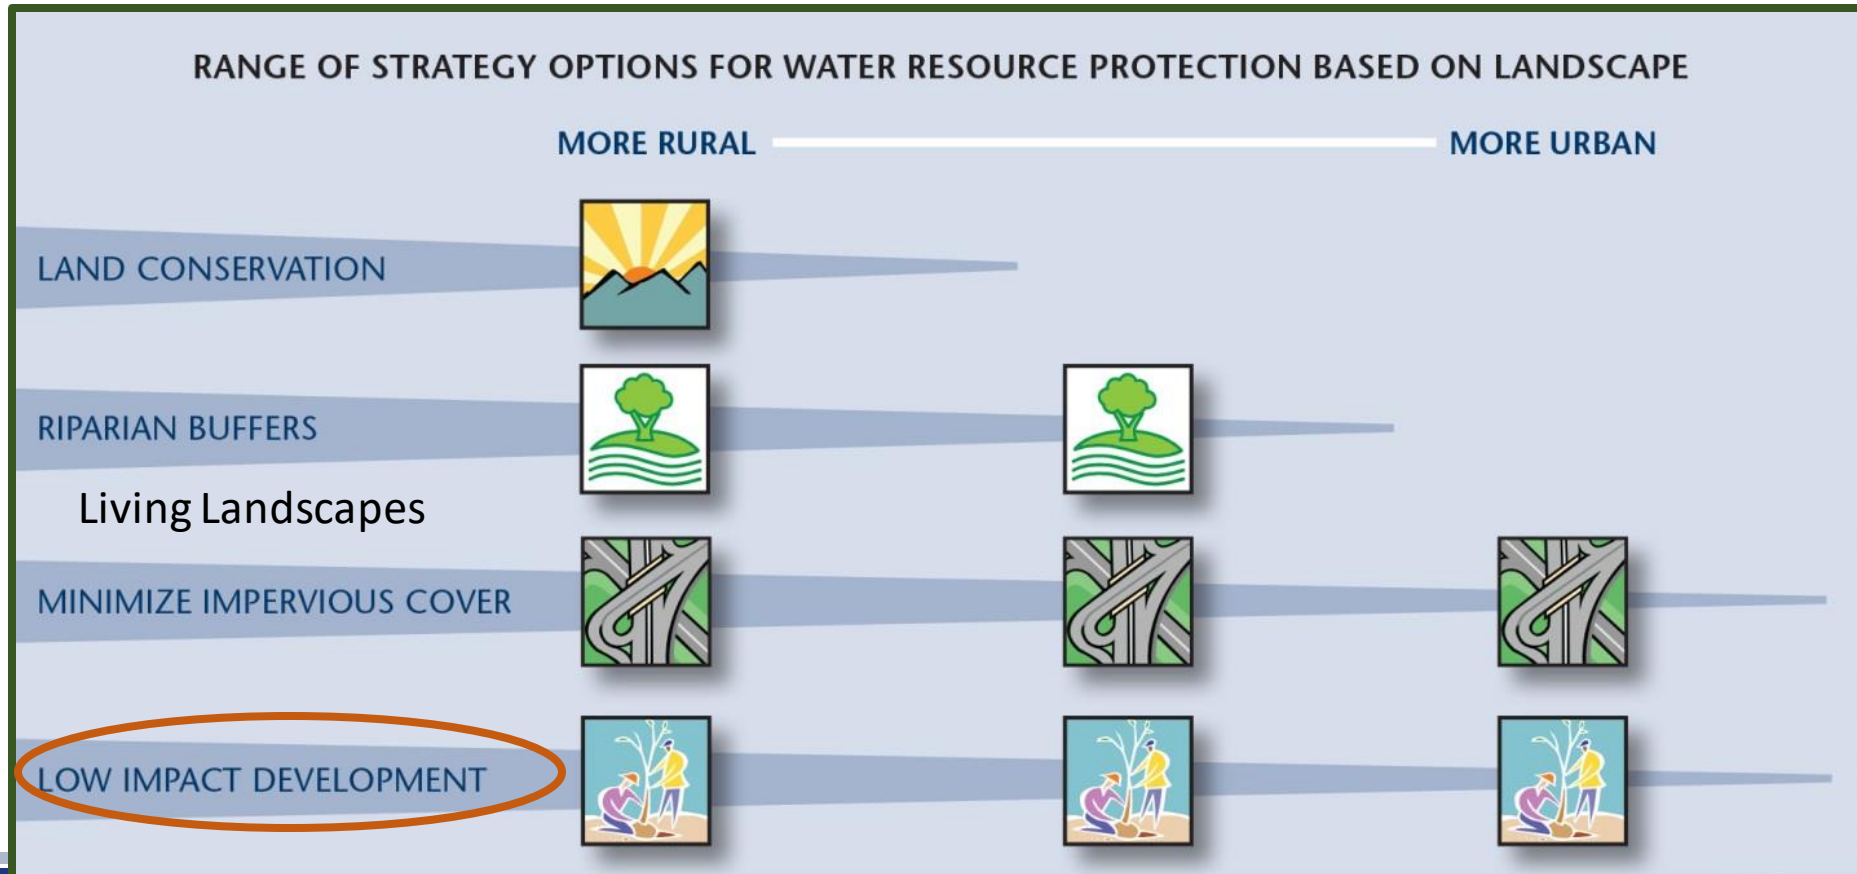 RANGE OF STRATEGY OPTIONS FOR WATER RESOURCE PROTECTION BASED ON LANDSCAPE
MORE RURAL MORE URBAN
LAND CONSERVATION
RIPARIAN BUFFERS
Living Landscapes
MINIMIZE IMPERVIOUS COVER
LOW IMPACT DEVELOPMENT